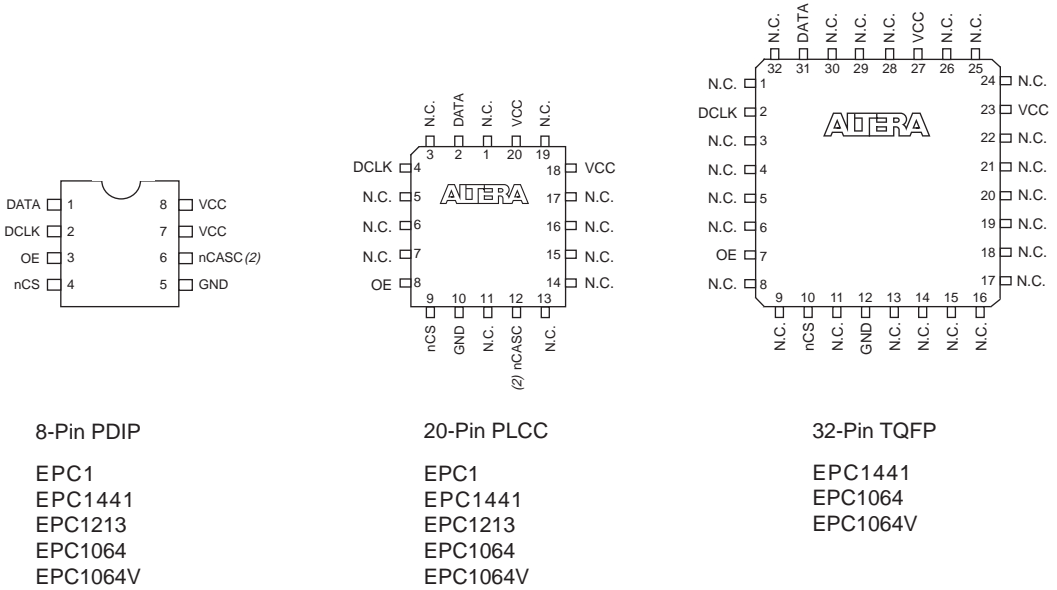 DATA 1
DCLK 2
OE 3
nCS 4
8 VCC
7 VCC
6 nCASC (2)
5 GND
8-Pin PDIP
EPC1
EPC1441
EPC1213
EPC1064
EPC1064V
N.C. DATA N.C. VCC N.C.
3 2 1 20 19
DCLK 4
N.C. 5
N.C. 6
N.C. 7
OE 8
ALTERA
18 VCC
17 N.C.
16 N.C.
15 N.C.
14 N.C.
9 10 11 12 13
nCS GND N.C. (2) nCASC N.C.
20-Pin PLCC
EPC1
EPC1441
EPC1213
EPC1064
EPC1064V
N.C. DATA N.C. N.C. N.C. VCC N.C. N.C.
32 31 30 29 28 27 26 25
N.C. 1
DCLK 2
N.C. 3
N.C. 4
N.C. 5
N.C. 6
OE 7
N.C. 8
ALTERA
24 N.C.
23 VCC
22 N.C.
21 N.C.
20 N.C.
19 N.C.
18 N.C.
17 N.C.
9 10 11 12 13 14 15 16
N.C. nCS N.C. GND N.C. N.C. N.C. N.C.
32-Pin TQFP
EPC1441
EPC1064
EPC1064V